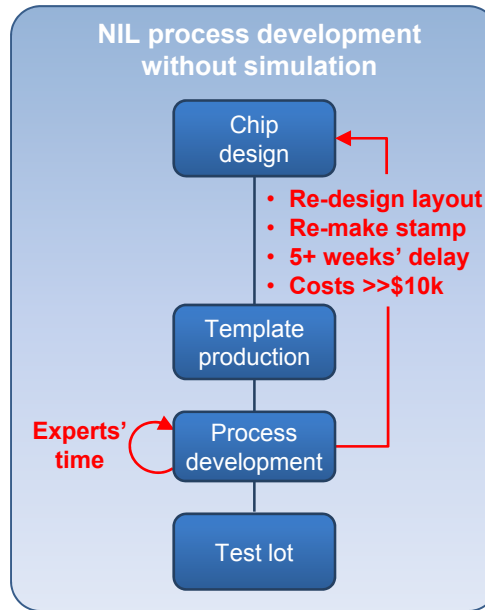 NIL process development
without simulation
Chip
design
• Re-design layout
• Re-make stamp
• 5+ weeks’ delay
• Costs >>$10k
Template
production
Experts’
time
Process
development
Test lot